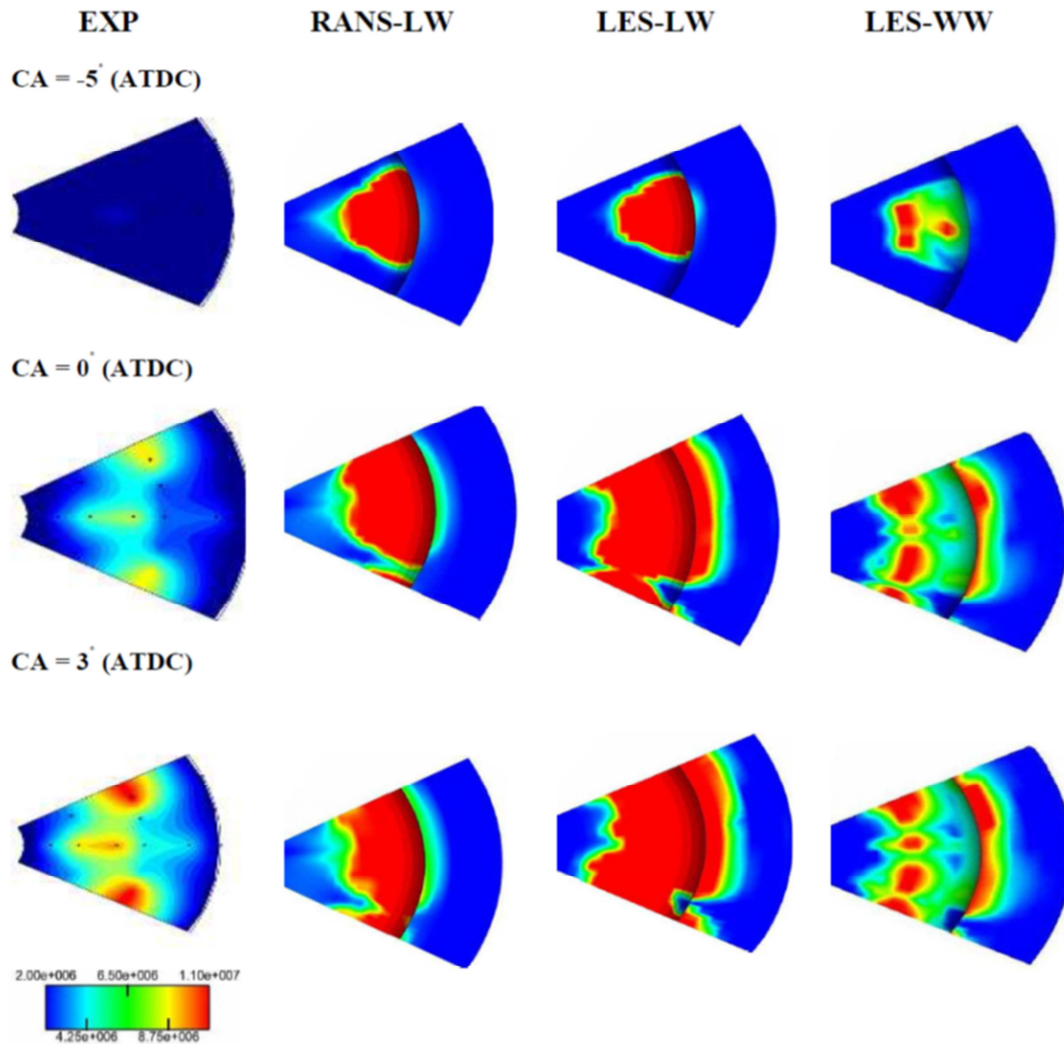 EXP RANS-LW LES-LW LES-WW
CA = -5° (ATDC)
CA = 0° (ATDC)
CA = 3° (ATDC)
2.00e+006 6.50e+006 1.10e+007
4.25e+006 8.75e+006